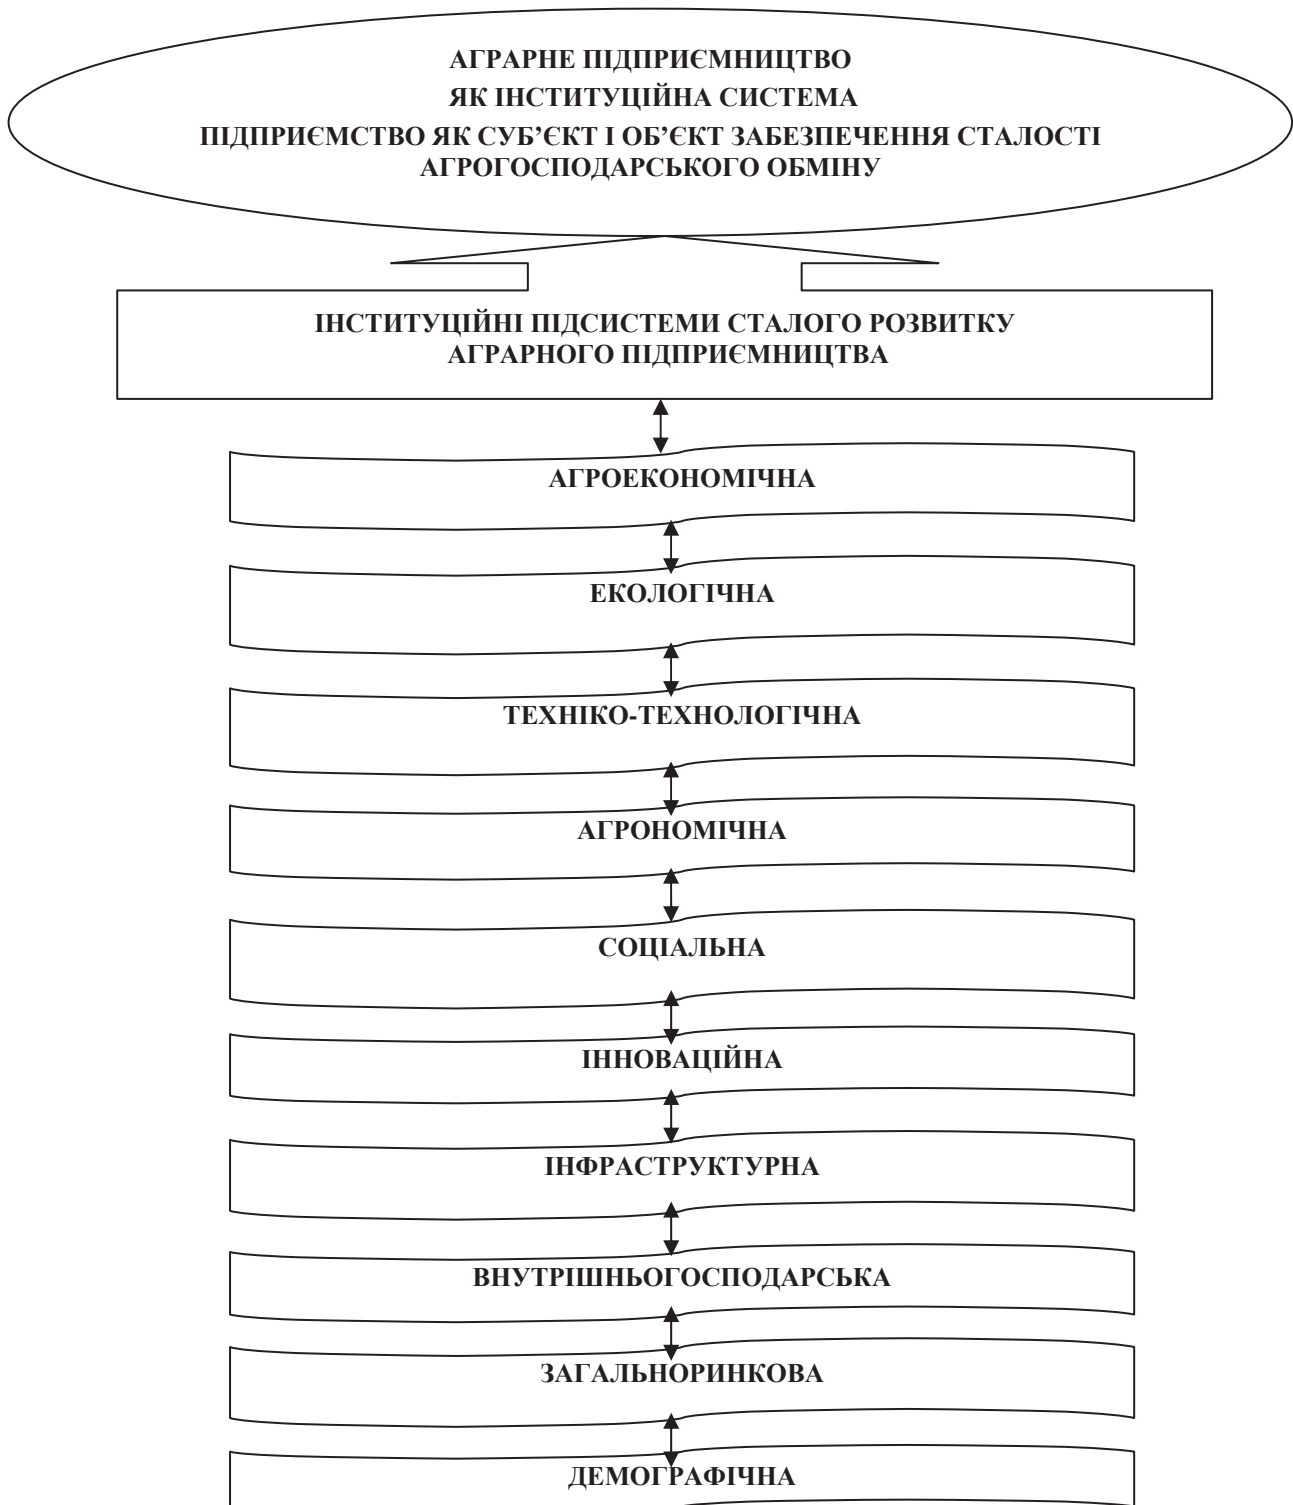 АГРАРНЕ ПІДПРИЄМНИЦТВО
ЯК ІНСТИТУЦІЙНА СИСТЕМА
ПІДПРИЄМСТВО ЯК СУБ’ЄКТ І ОБ’ЄКТ ЗАБЕЗПЕЧЕННЯ СТАЛОСТІ
АГРОГОСПОДАРСЬКОГО ОБМІНУ
ІНСТИТУЦІЙНІ ПІДСИСТЕМИ СТАЛОГО РОЗВИТКУ
АГРАРНОГО ПІДПРИЄМНИЦТВА
АГРОЕКОНОМІЧНА
ЕКОЛОГІЧНА
ТЕХНІКО-ТЕХНОЛОГІЧНА
АГРОНОМІЧНА
СОЦІАЛЬНА
ІННОВАЦІЙНА
ІНФРАСТРУКТУРНА
ВНУТРІШНЬОГОСПОДАРСЬКА
ЗАГАЛЬНОРИНКОВА
ДЕМОГРАФІЧНА